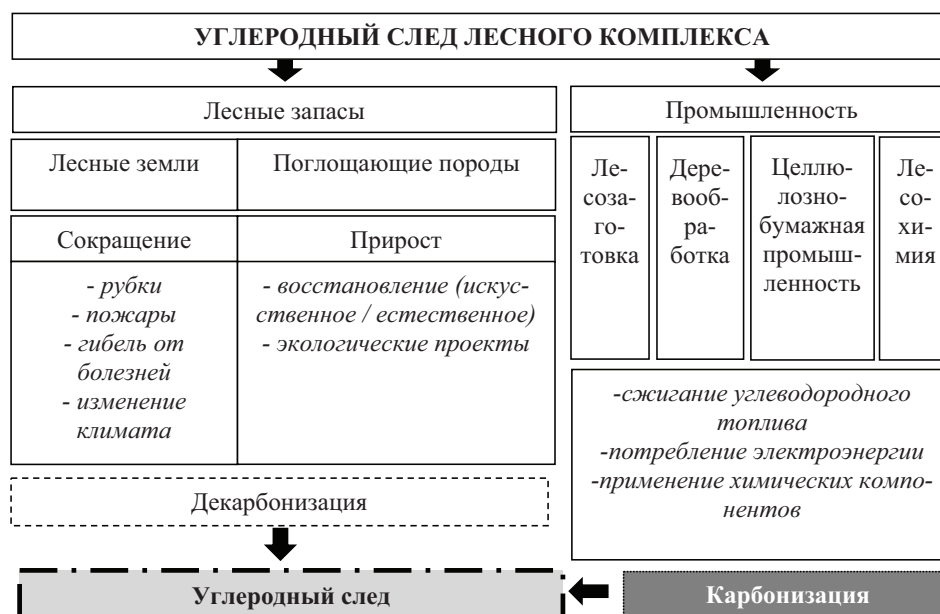 УГЛЕРОДНЫЙ СЛЕД ЛЕСНОГО КОМПЛЕКСА
Лесные запасы
Лесные земли
Поглощающие породы
Сокращение
- рубки
- пожары
- гибель от
болезней
- изменение
климата
Прирост
- восстановление (искус-
ственное / естественное)
- экологические проекты
Декарбонизация
Промышленность
Ле-
соза-
го-
товка
Дере-
вооб-
ра-
ботка
Целлю-
лозно-
бумажная
промыш-
ленность
Ле-
со-
хи-
мия
-сжигание углеводородного
топлива
-потребление электроэнергии
-применение химических компо-
нентов
Углеродный след
Карбонизация